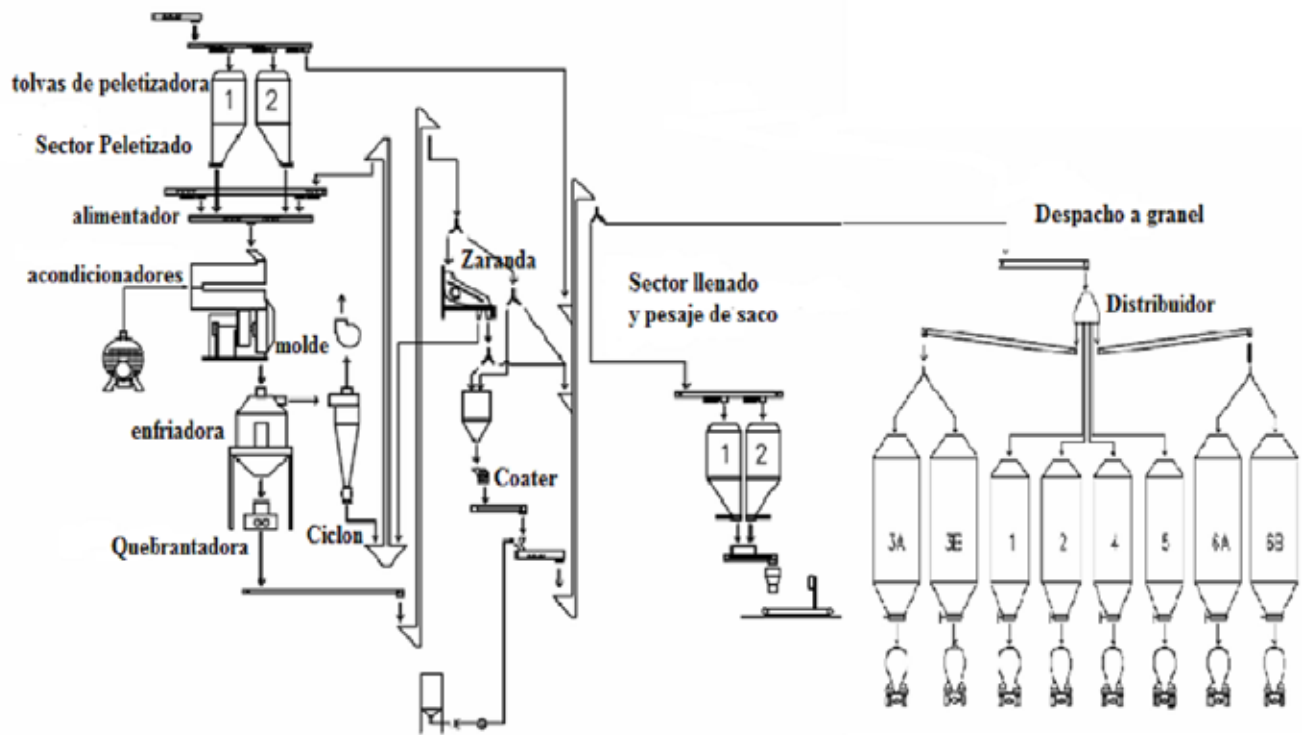 tolvas de peletizadora
1
2
Sector Peletizado
alimentador
acondicionadores
molde
enfriadora
Quebrantadora
Ciclon
Zaranda
Coater
Sector llenado
y pesaje de saco
1
2
Despacho a granel
Distribuidor
3A
3B
1
2
4
5
6A
6B